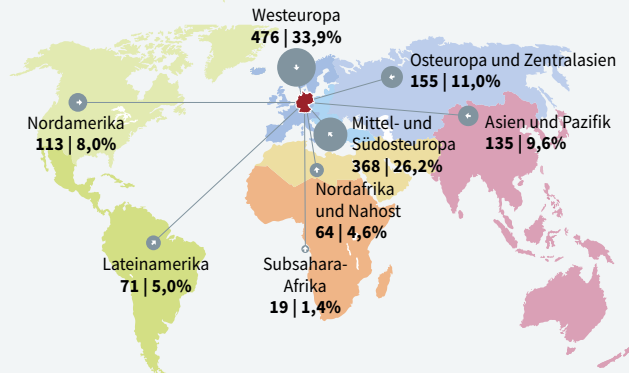 Westeuropa
476 | 33,9%
Osteuropa und Zentralasien
155 | 11,0%
Nordamerika
113 | 8,0%
Mittel- und
Südosteuropa
368 | 26,2%
Asien und Pazifik
135 | 9,6%
Nordafrika
und Nahost
64 | 4,6%
Lateinamerika
71 | 5,0%
Subsahara-
Afrika
19 | 1,4%